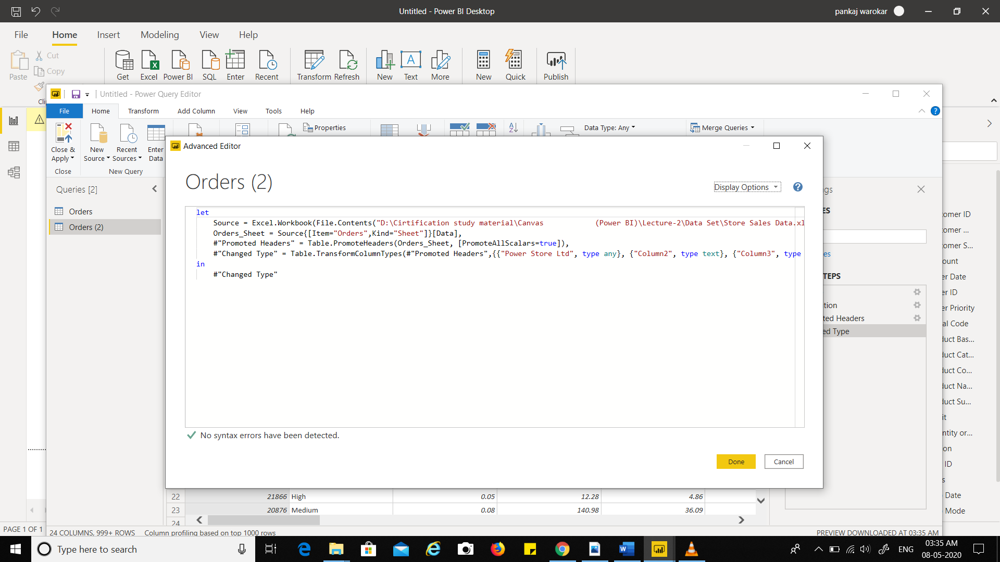 Untitled - Power BI Desktop
pankaj warokar
File Home Insert Modeling View Help
Paste
Cut
Copy
Get Excel Power BI SQL Enter Recent Transform Refresh New Text More New Quick Publish
Untitled - Power Query Editor
File Home Transform Add Column View Tools Help
Close & Apply
New Source
Recent Sources
Enter Data
Properties
Data Type: Any
Merge Queries
Close
New Query
Advanced Editor
Queries [2]
Orders
Orders (2)
Orders (2)
Display Options
let
Source = Excel.Workbook(File.Contents("D:\Cirtification study material\Canvas (Power BI)\Lecture-2\Data Set\Store Sales Data.xl
Orders_Sheet = Source{[Item="Orders",Kind="Sheet"]}[Data],
#"Promoted Headers" = Table.PromoteHeaders(Orders_Sheet, [PromoteAllScalars=true]),
#"Changed Type" = Table.TransformColumnTypes(#"Promoted Headers",{{"Power Store Ltd", type any}, {"Column2", type text}, {"Column3", type
in
#"Changed Type"
No syntax errors have been detected.
Done
Cancel
gs
ES
es
TEPS
tion
ted Headers
ed Type
omer ID
omer ...
omer S...
ount
er Date
er ID
er Priority
al Code
duct Bas...
duct Cat...
duct Co...
duct Na...
duct Su...
it
ntity or...
on
ID
s
Date
Mode
22 21866 High 0.05 12.28 4.86
23 20876 Medium 0.08 140.98 36.09
24
PAGE 1 OF 1
24 COLUMNS, 999+ ROWS
Column profiling based on top 1000 rows
PREVIEW DOWNLOADED AT 03:35 AM
Type here to search
ENG
03:35 AM
08-05-2020